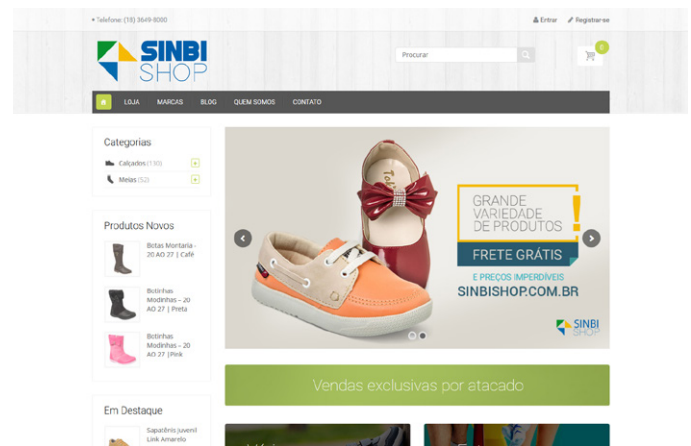 Telefone: (18) 3649-8000
Entrar
Registrar-se
SINBI
SHOP
Procurar
0
LOJA
MARCAS
BLOG
QUEM SOMOS
CONTATO
Categorias
Calçados (130)
Meias (52)
Produtos Novos
Botas Montaria -
20 AO 27 | Café
Botinhas
Modinhas – 20
AO 27 | Preta
Botinhas
Modinhas – 20
AO 27 |Pink
Em Destaque
Sapatênis Juvenil
Link Amarelo
GRANDE
VARIEDADE
DE PRODUTOS
!
FRETE GRÁTIS
E PREÇOS IMPERDÍVEIS
SINBISHOP.COM.BR
SINBI
SHOP
Vendas exclusivas por atacado